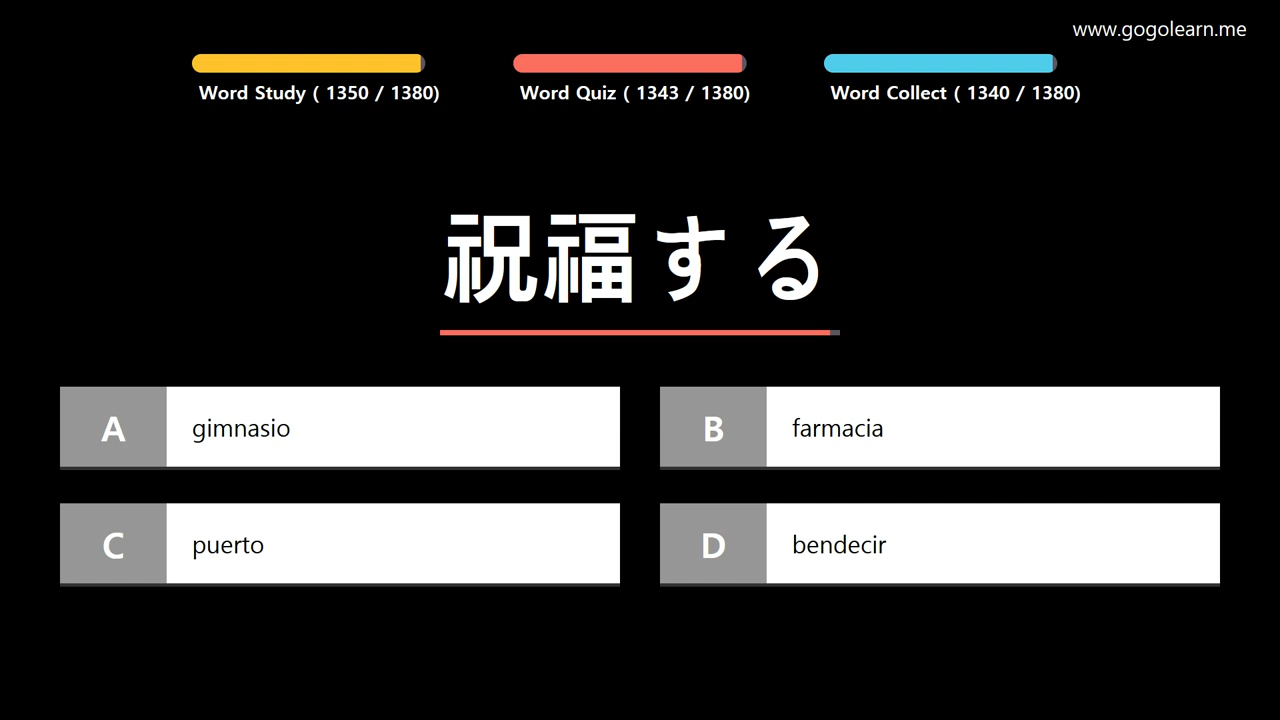 www.gogolearn.me
Word Study ( 1350 / 1380)
Word Quiz ( 1343 / 1380)
Word Collect ( 1340 / 1380)
祝福する
A gimnasio
B farmacia
C puerto
D bendecir